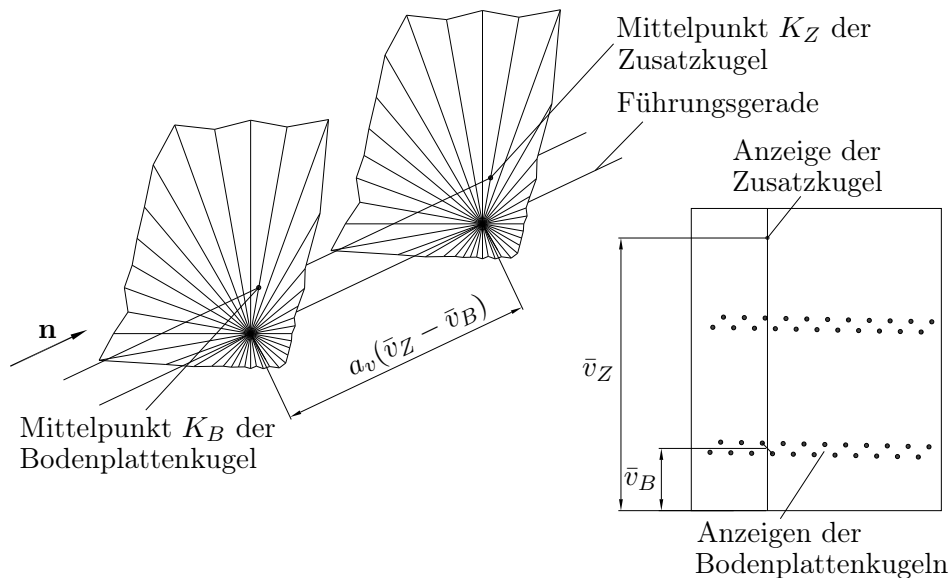 Mittelpunkt K_Z der
Zusatzkugel
Führungsgerade
Anzeige der
Zusatzkugel
n
a_v(v̄_Z − v̄_B)
v̄_Z
v̄_B
Mittelpunkt K_B der
Bodenplattenkugel
Anzeigen der
Bodenplattenkugeln